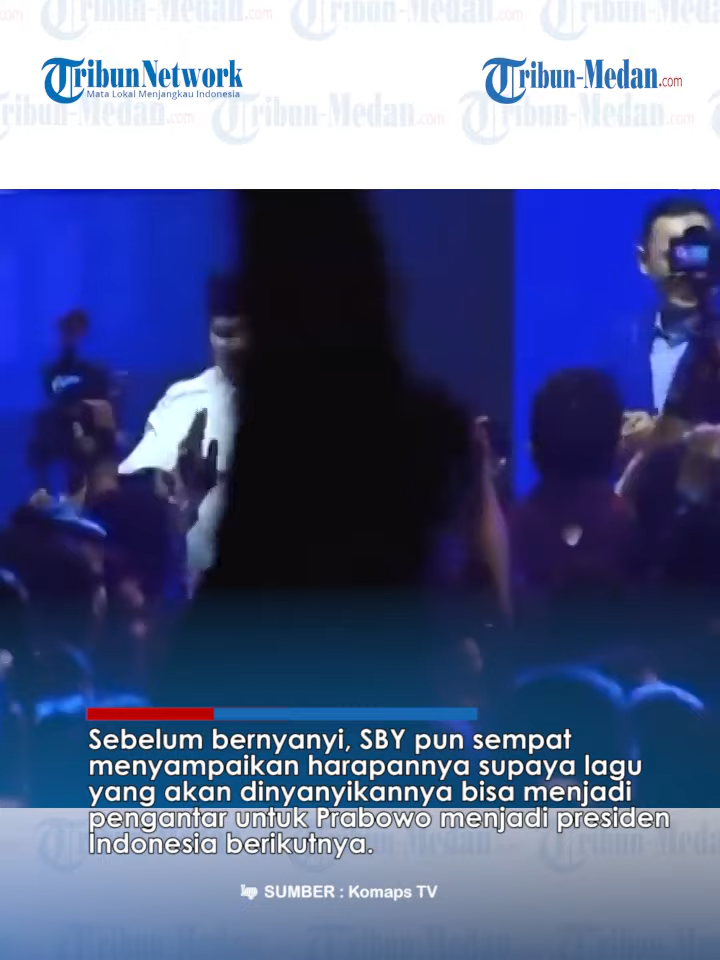 TribunNetwork
Mata Lokal Menjangkau Indonesia
Tribun-Medan.com
Sebelum bernyanyi, SBY pun sempat
menyampaikan harapannya supaya lagu
yang akan dinyanyikannya bisa menjadi
pengantar untuk Prabowo menjadi presiden
Indonesia berikutnya.
SUMBER : Komaps TV